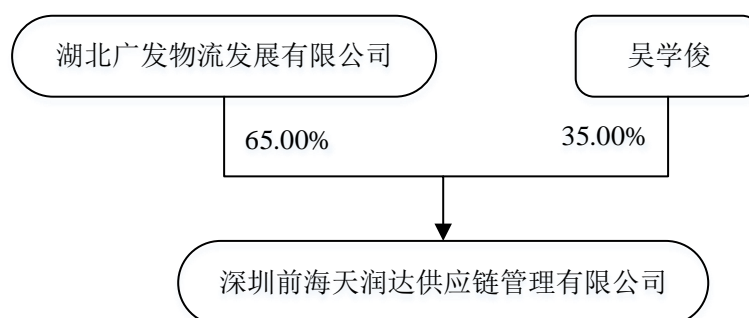 湖北广发物流发展有限公司
吴学俊
65.00%
35.00%
深圳前海天润达供应链管理有限公司